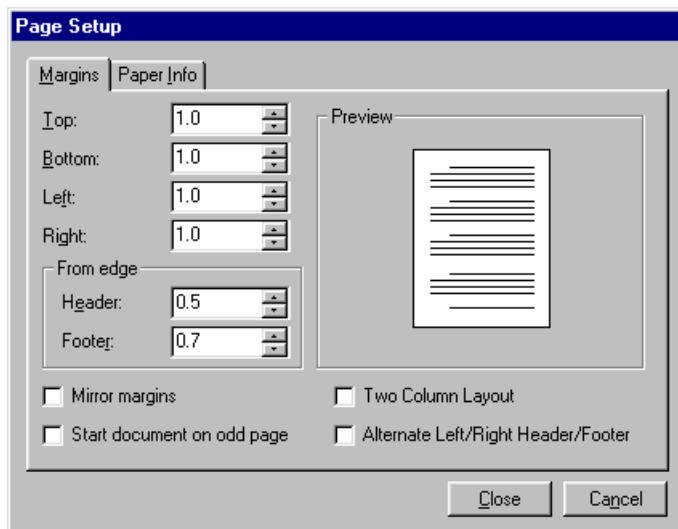 Page Setup
Margins Paper Info
Top: 1.0 Preview
Bottom: 1.0
Left: 1.0
Right: 1.0
From edge
Header: 0.5
Footer: 0.7
Mirror margins Two Column Layout
Start document on odd page Alternate Left/Right Header/Footer
Close Cancel